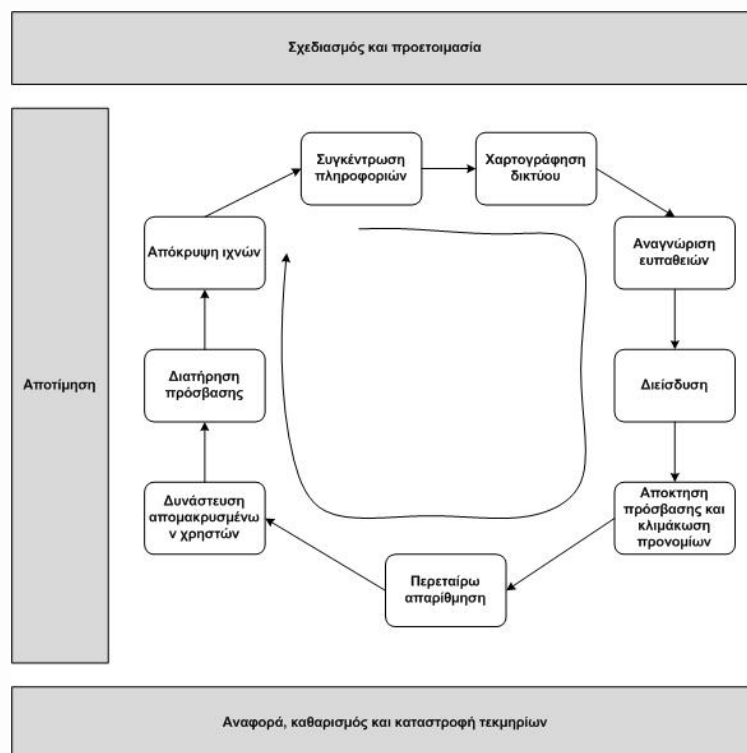 Σχεδιασμός και προετοιμασία
Συγκέντρωση
πληροφοριών
Χαρτογράφηση
δικτύου
Απόκρυψη ιχνών
Αναγνώριση
ευπαθειών
Αποτίμηση
Διατήρηση
πρόσβασης
Διείσδυση
Δυνάστευση
απομακρυσμένω
ν χρηστών
Αποκτηση
πρόσβασης και
κλιμάκωση
προνομίων
Περεταίρω
απαρίθμηση
Αναφορά, καθαρισμός και καταστροφή τεκμηρίων